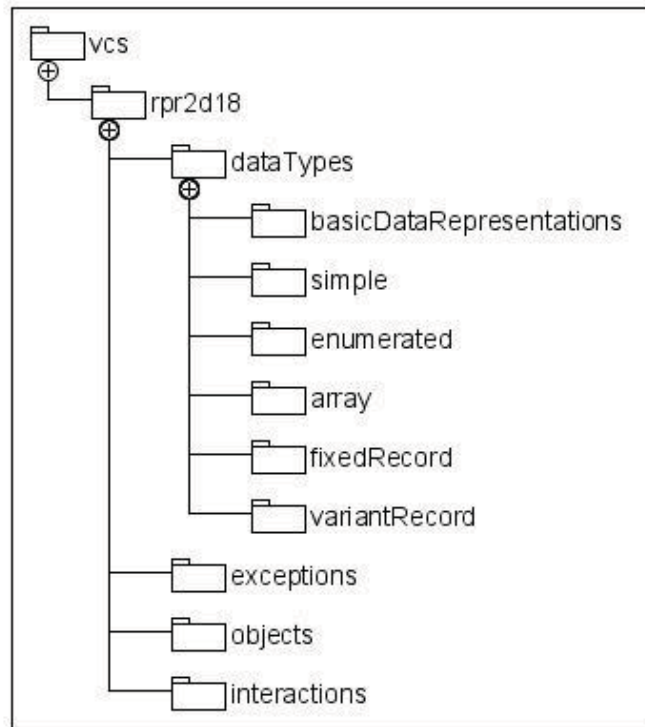 vcs
rpr2d18
dataTypes
basicDataRepresentations
simple
enumerated
array
fixedRecord
variantRecord
exceptions
objects
interactions